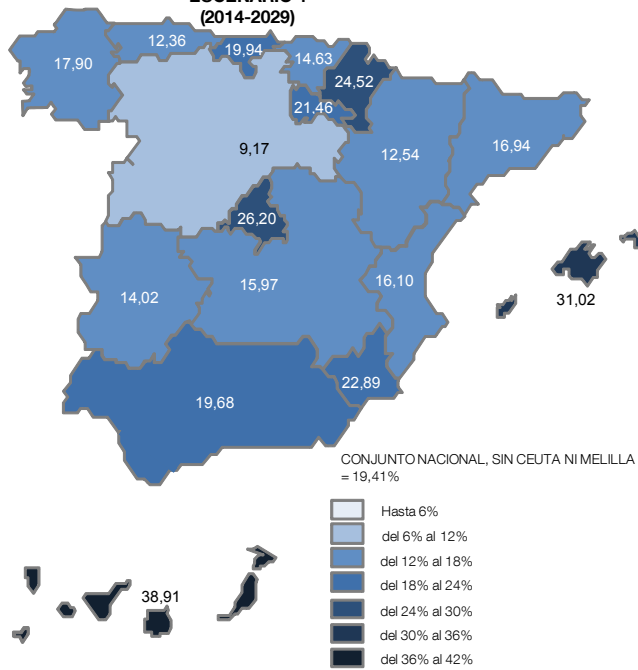 (2014-2029)
12,36
19,94
14,63
17,90
24,52
21,46
9,17
12,54
16,94
26,20
31,02
14,02
15,97
16,10
22,89
19,68
CONJUNTO NACIONAL, SIN CEUTA NI MELILLA
= 19,41%
Hasta 6%
del 6% al 12%
del 12% al 18%
del 18% al 24%
del 24% al 30%
del 30% al 36%
del 36% al 42%
38,91